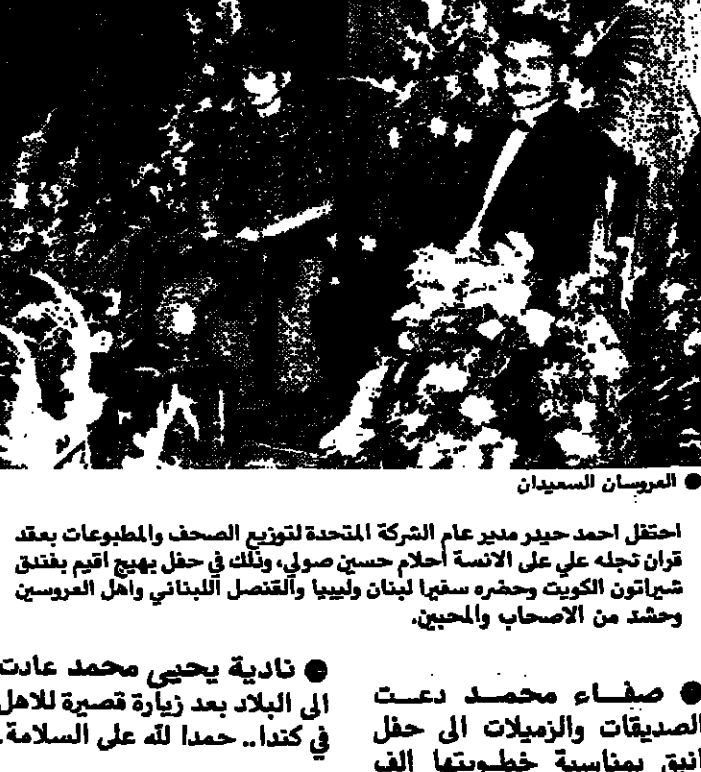 ● العروسان السعيدان
احتفل احمد حيدر مدير عام الشركة المتحدة لتوزيع الصحف والمطبوعات بعقد
قران نجله علي على الانسة أحلام حسين صولي، وذلك في حفل بهيج اقيم بفندق
شيراتون الكويت وحضره سفيرا لبنان وليبيا والقنصل اللبناني واهل العروسين
وحشد من الاصحاب والمحبين.
● صفاء محمد دعت
الصديقات والزميلات الى حفل
انيق بمناسبة خطوبتها الف
● نادية يحيى محمد عادت
الى البلاد بعد زيارة قصيرة للاهل
في كندا.. حمدا لله على السلامة.